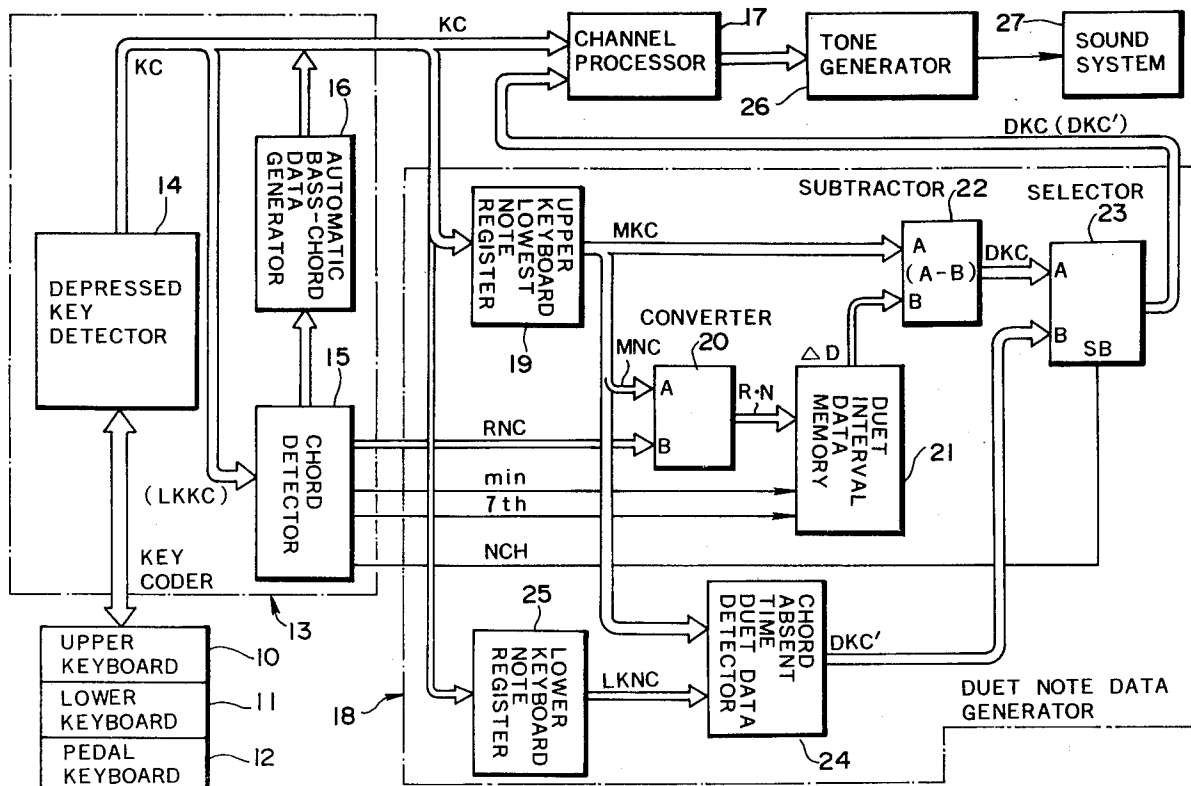 KC
KC
17
CHANNEL
PROCESSOR
TONE
GENERATOR
26
27
SOUND
SYSTEM
DKC (DKC')
14
DEPRESSED
KEY
DETECTOR
16
AUTOMATIC
BASS-CHORD
DATA
GENERATOR
15
CHORD
DETECTOR
(LKKC)
KEY
CODER
13
UPPER
KEYBOARD
10
LOWER
KEYBOARD
11
PEDAL
KEYBOARD
12
UPPER
KEYBOARD
LOWEST
NOTE
REGISTER
19
MKC
MNC
CONVERTER
20
A
B
RNC
min
7th
NCH
R·N
△D
DUET
INTERVAL
DATA
MEMORY
21
SUBTRACTOR 22
A
(A-B)
B
DKC
SELECTOR
23
A
B
SB
25
LOWER
KEYBOARD
NOTE
REGISTER
LKNC
CHORD
ABSENT
TIME
DUET DATA
DETECTOR
24
DKC'
18
DUET NOTE DATA
GENERATOR